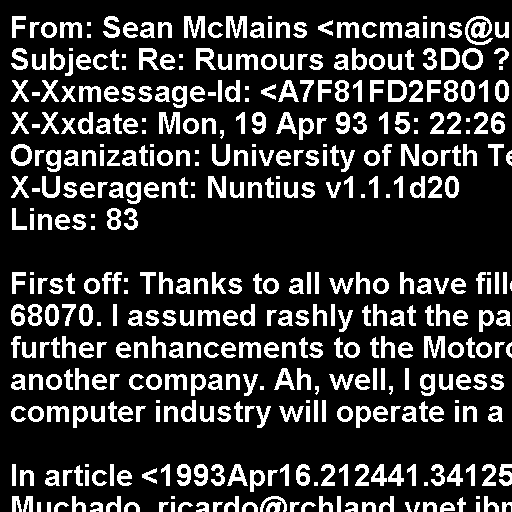 From: Sean McMains <mcmains@u
Subject: Re: Rumours about 3DO ?
X-Xxmessage-Id: <A7F81FD2F8010
X-Xxdate: Mon, 19 Apr 93 15: 22:26
Organization: University of North Te
X-Useragent: Nuntius v1.1.1d20
Lines: 83

First off: Thanks to all who have fille
68070. I assumed rashly that the pa
further enhancements to the Motoro
another company. Ah, well, I guess
computer industry will operate in a

In article <1993Apr16.212441.34125
Muchado, ricardo@rchland.vnet.ibm